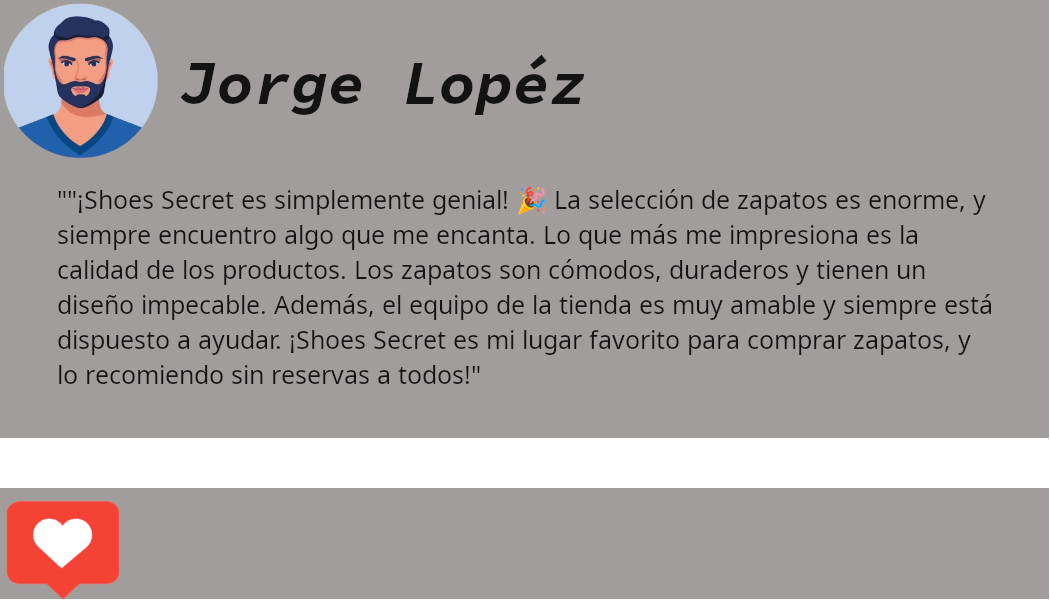 Jorge Lopéz
""¡Shoes Secret es simplemente genial! 🎉 La selección de zapatos es enorme, y
siempre encuentro algo que me encanta. Lo que más me impresiona es la
calidad de los productos. Los zapatos son cómodos, duraderos y tienen un
diseño impecable. Además, el equipo de la tienda es muy amable y siempre está
dispuesto a ayudar. ¡Shoes Secret es mi lugar favorito para comprar zapatos, y
lo recomiendo sin reservas a todos!"